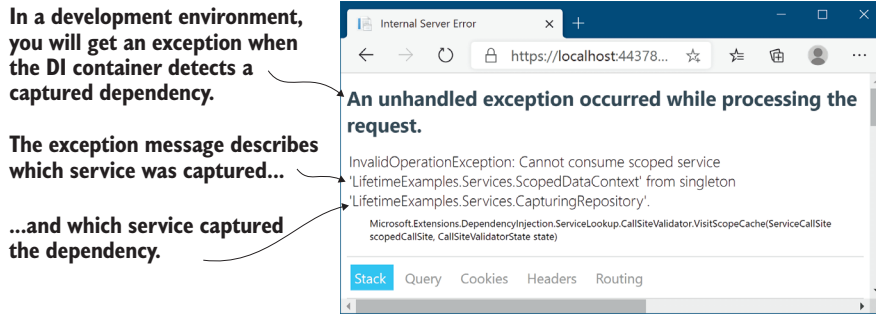 In a development environment,
you will get an exception when
the DI container detects a
captured dependency.
The exception message describes
which service was captured...
...and which service captured
the dependency.
Internal Server Error
https://localhost:44378...
An unhandled exception occurred while processing the
request.
InvalidOperationException: Cannot consume scoped service
'LifetimeExamples.Services.ScopedDataContext' from singleton
'LifetimeExamples.Services.CapturingRepository'.
Microsoft.Extensions.DependencyInjection.ServiceLookup.CallSiteValidator.VisitScopeCache(ServiceCallSite
scopedCallSite, CallSiteValidatorState state)
Stack Query Cookies Headers Routing